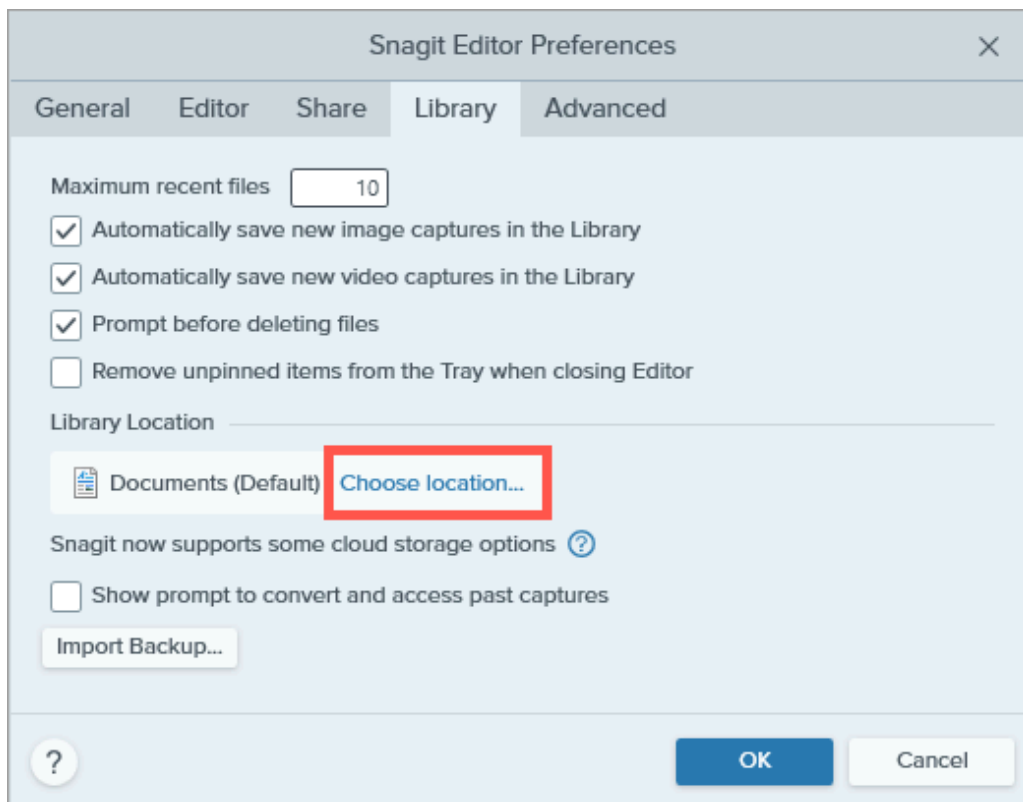 Snagit Editor Preferences
General Editor Share Library Advanced
Maximum recent files 10
Automatically save new image captures in the Library
Automatically save new video captures in the Library
Prompt before deleting files
Remove unpinned items from the Tray when closing Editor
Library Location
Documents (Default) Choose location...
Snagit now supports some cloud storage options ?
Show prompt to convert and access past captures
Import Backup...
? OK Cancel